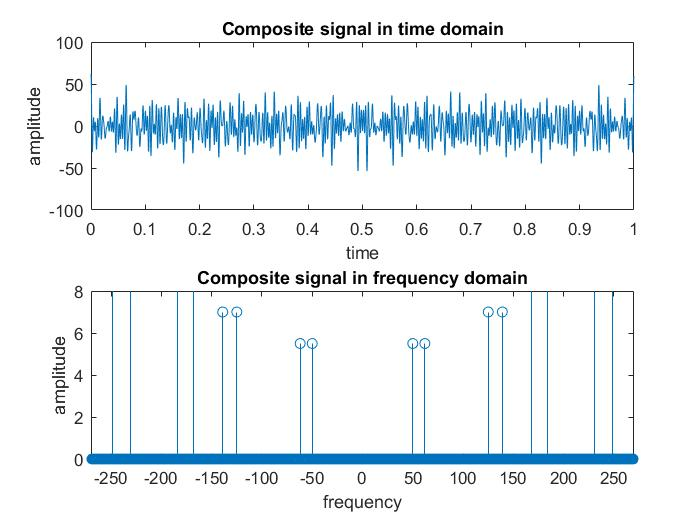 Composite signal in time domain
100
50
0
-50
-100
amplitude
0 0.1 0.2 0.3 0.4 0.5 0.6 0.7 0.8 0.9 1
time
Composite signal in frequency domain
8
6
4
2
0
amplitude
-250 -200 -150 -100 -50 0 50 100 150 200 250
frequency